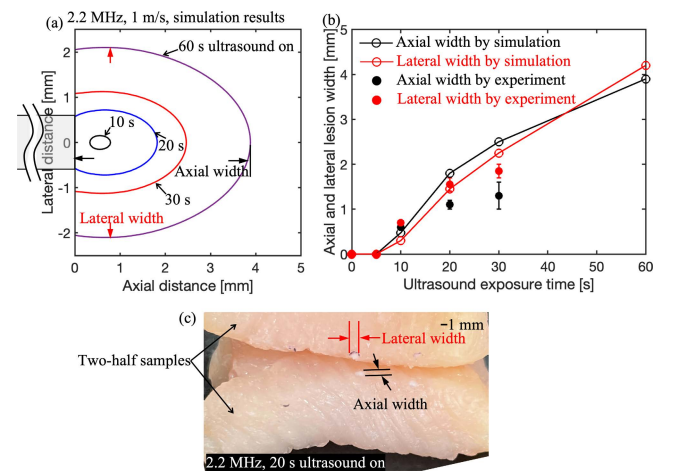 (a)
2.2 MHz, 1 m/s, simulation results
Lateral distance [mm]
2
1
0
-1
-2
60 s ultrasound on
10 s
20 s
30 s
Axial width
Lateral width
0
1
2
3
4
5
Axial distance [mm]
(b)
Axial and lateral lesion width [mm]
5
4
3
2
1
0
Axial width by simulation
Lateral width by simulation
Axial width by experiment
Lateral width by experiment
0
10
20
30
40
50
60
Ultrasound exposure time [s]
(c)
1 mm
Lateral width
Two-half samples
Axial width
2.2 MHz, 20 s ultrasound on